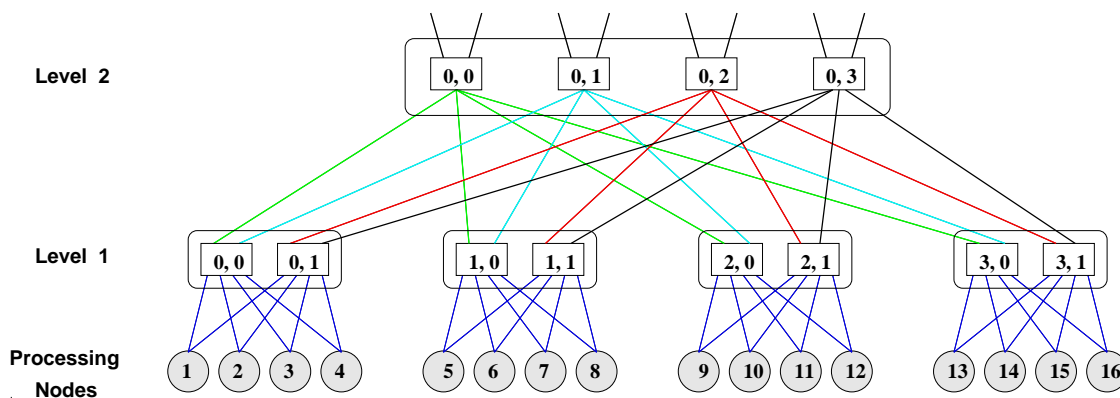 Level 2
0, 0 0, 1 0, 2 0, 3
Level 1
0, 0 0, 1 1, 0 1, 1 2, 0 2, 1 3, 0 3, 1
Processing
1 2 3 4 5 6 7 8 9 10 11 12 13 14 15 16
Nodes